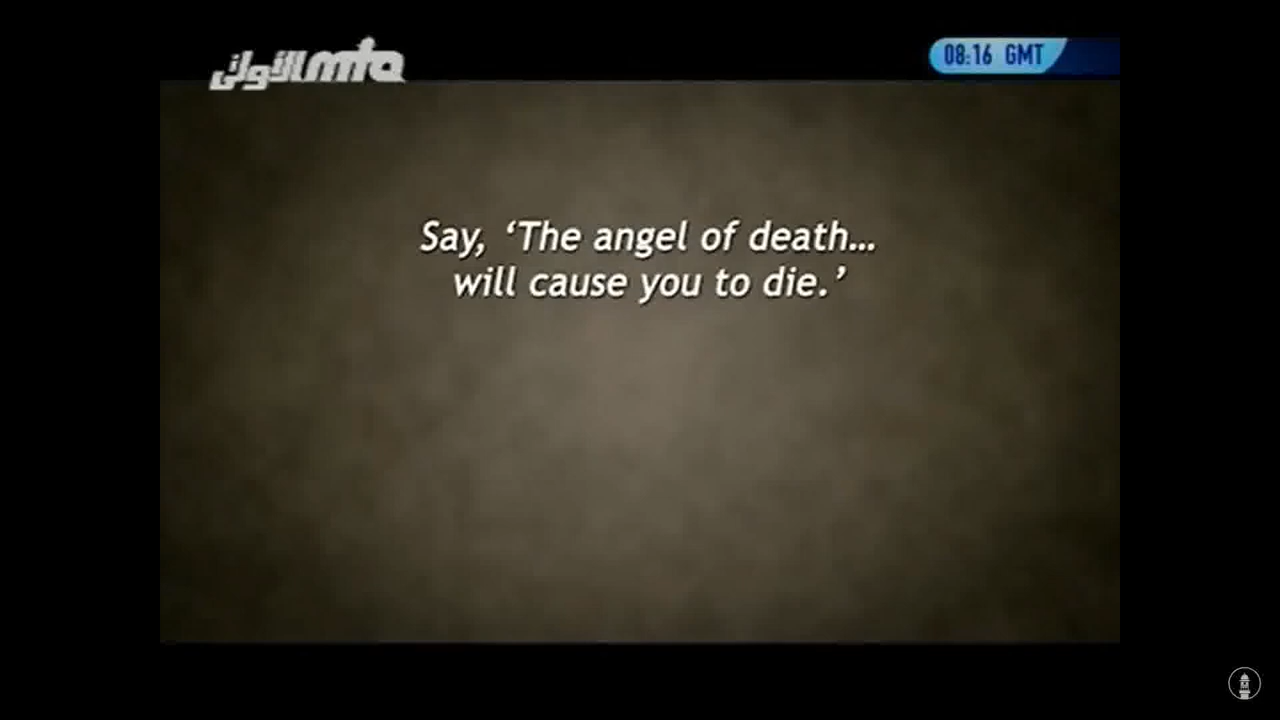 mta الأولى
08:16 GMT
Say, ‘The angel of death…
will cause you to die.’